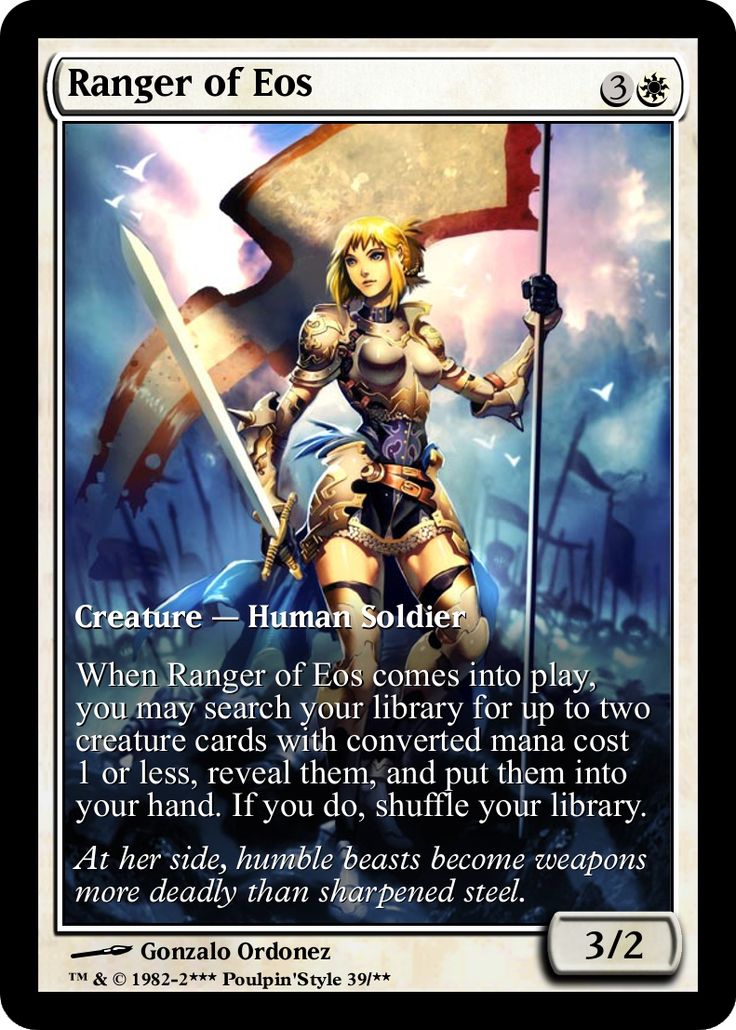 Ranger of Eos 3
Creature — Human Soldier
When Ranger of Eos comes into play,
you may search your library for up to two
creature cards with converted mana cost
1 or less, reveal them, and put them into
your hand. If you do, shuffle your library.
At her side, humble beasts become weapons
more deadly than sharpened steel.
3/2
Gonzalo Ordonez
™ & © 1982-2*** Poulpin'Style 39/**